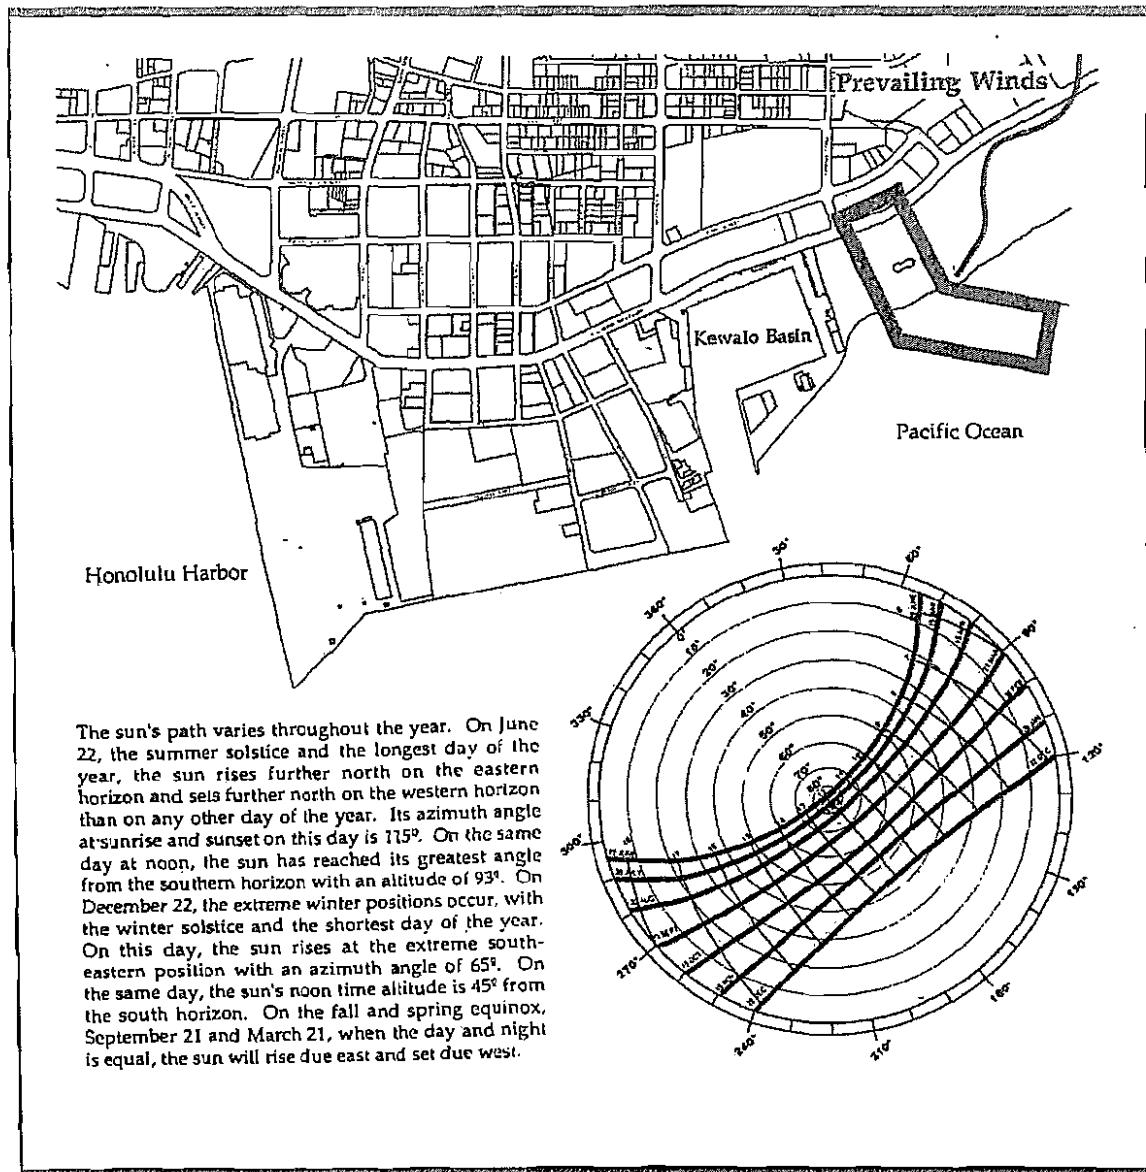 Prevailing Winds
Kewalo Basin
Pacific Ocean
Honolulu Harbor
30°
60°
360°
0°
10°
20°
30°
40°
50°
60°
70°
80°
90°
330°
120°
300°
150°
270°
180°
240°
210°
The sun's path varies throughout the year. On June
22, the summer solstice and the longest day of the
year, the sun rises further north on the eastern
horizon and sets further north on the western horizon
than on any other day of the year. Its azimuth angle
at sunrise and sunset on this day is 115º. On the same
day at noon, the sun has reached its greatest angle
from the southern horizon with an altitude of 93º. On
December 22, the extreme winter positions occur, with
the winter solstice and the shortest day of the year.
On this day, the sun rises at the extreme south-
eastern position with an azimuth angle of 65º. On
the same day, the sun's noon time altitude is 45º from
the south horizon. On the fall and spring equinox,
September 21 and March 21, when the day and night
is equal, the sun will rise due east and set due west.